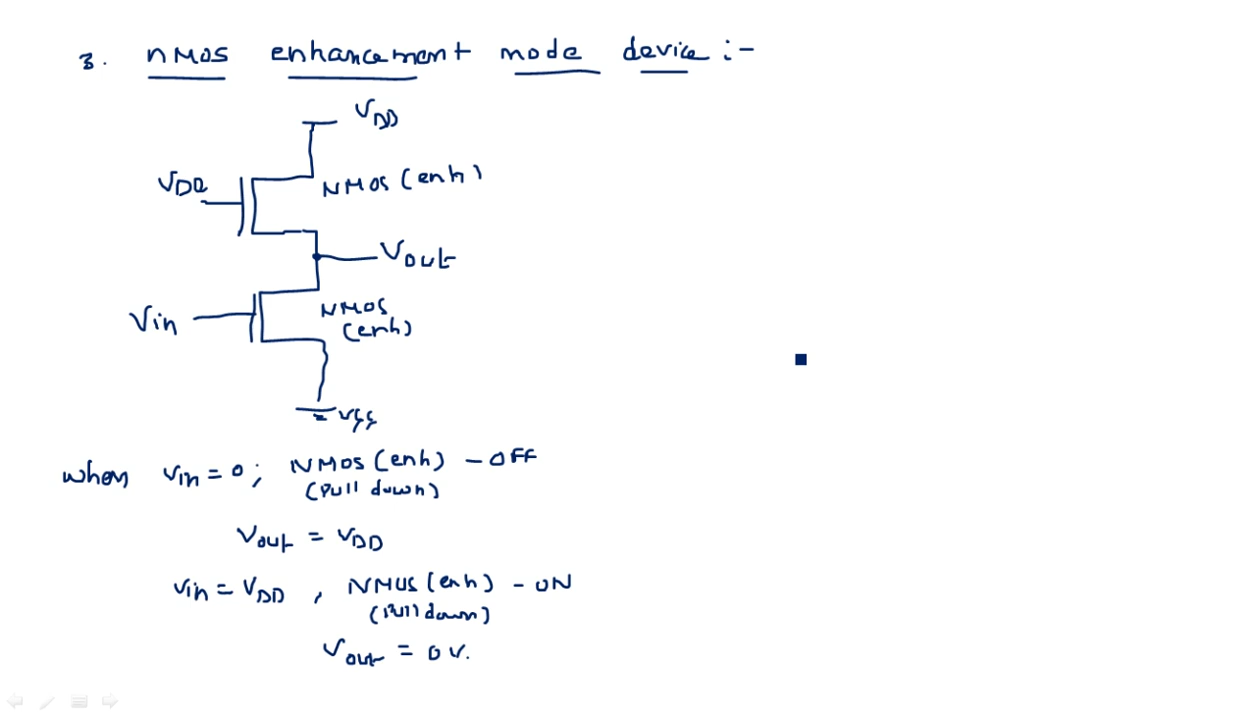 3. nMOS enhancement mode device :-
VDD
VDD
NMOS (enh)
Vout
Vin
NMOS
(enh)
Vss
when Vin = 0 ; NMOS (enh) - OFF
(Pull down)
Vout = VDD
Vin = VDD , NMOS (enh) - ON
(Pull down)
Vout = 0 V.